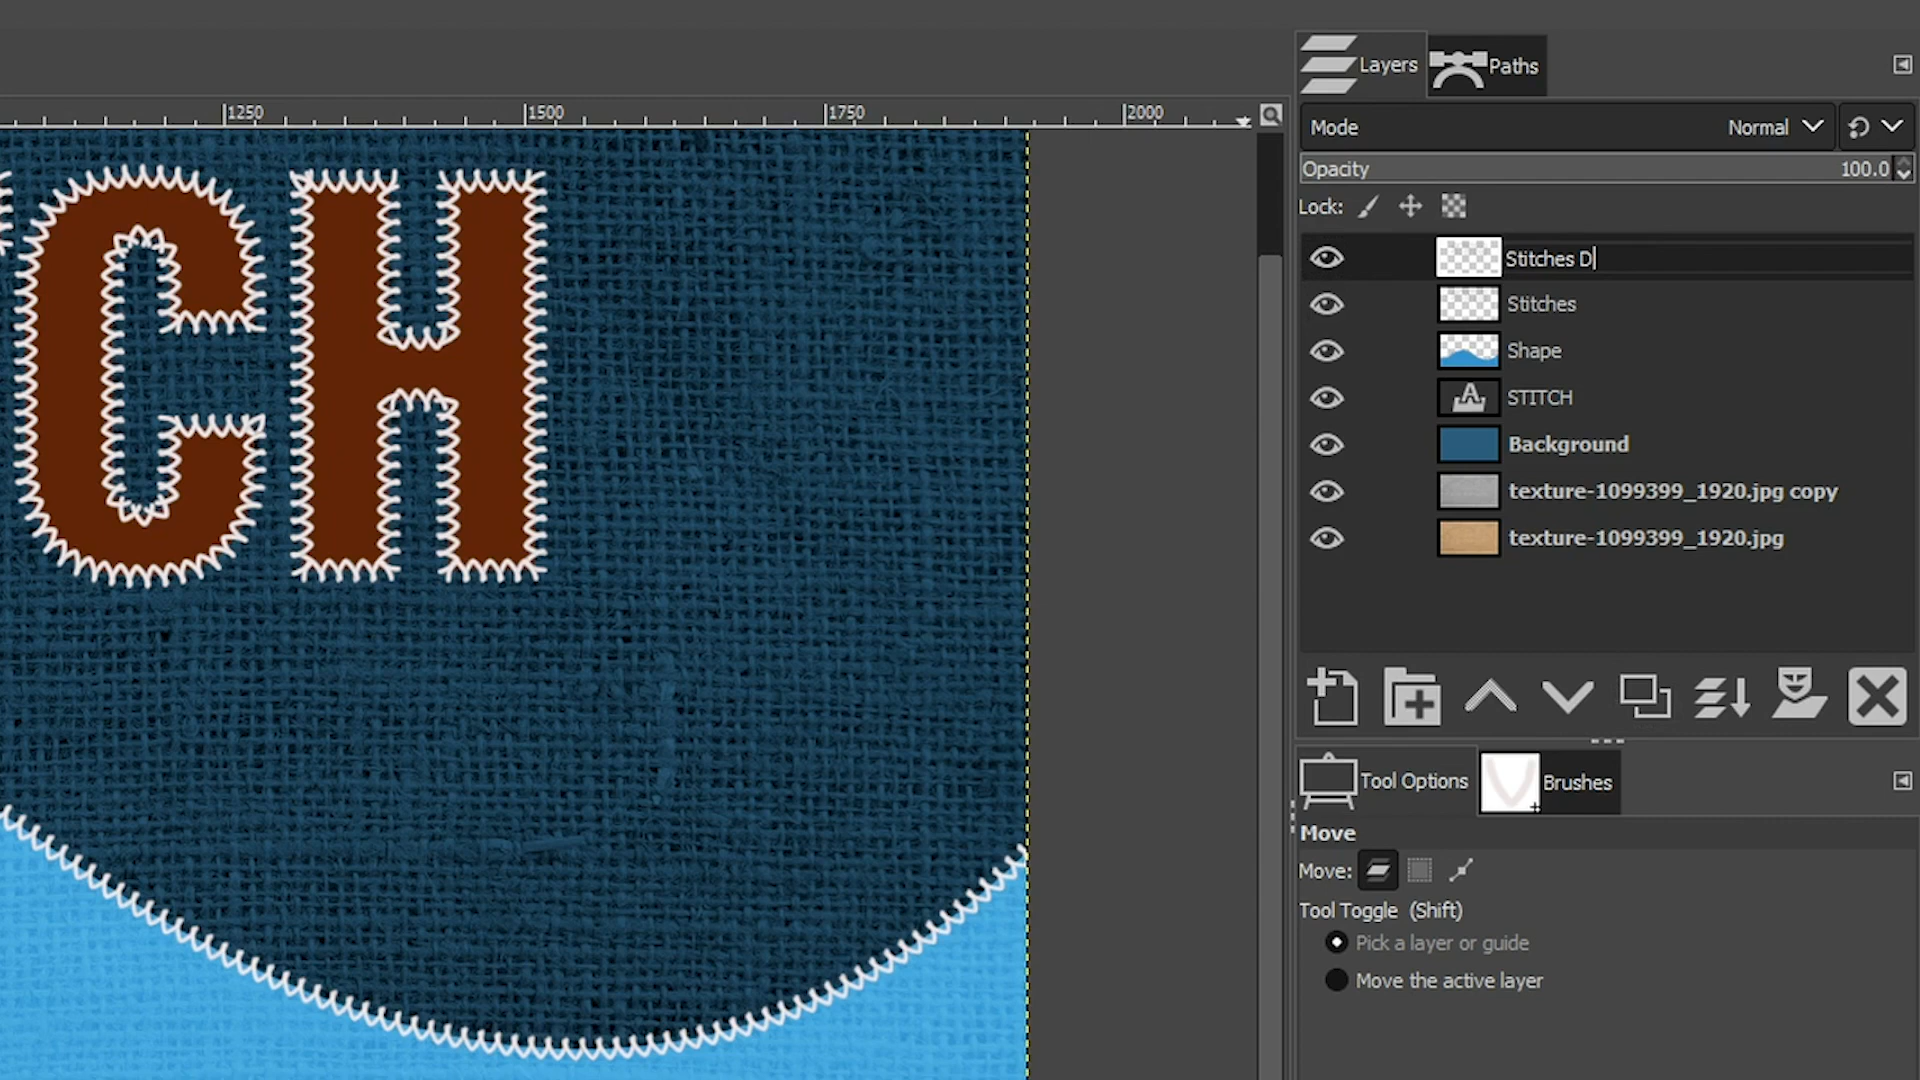 Layers
Paths
1250
1500
1750
2000
Mode
Normal
Opacity
100.0
Lock:
Stitches D
Stitches
Shape
STITCH
Background
texture-1099399_1920.jpg copy
texture-1099399_1920.jpg
CH
Tool Options
Brushes
Move
Move:
Tool Toggle (Shift)
Pick a layer or guide
Move the active layer